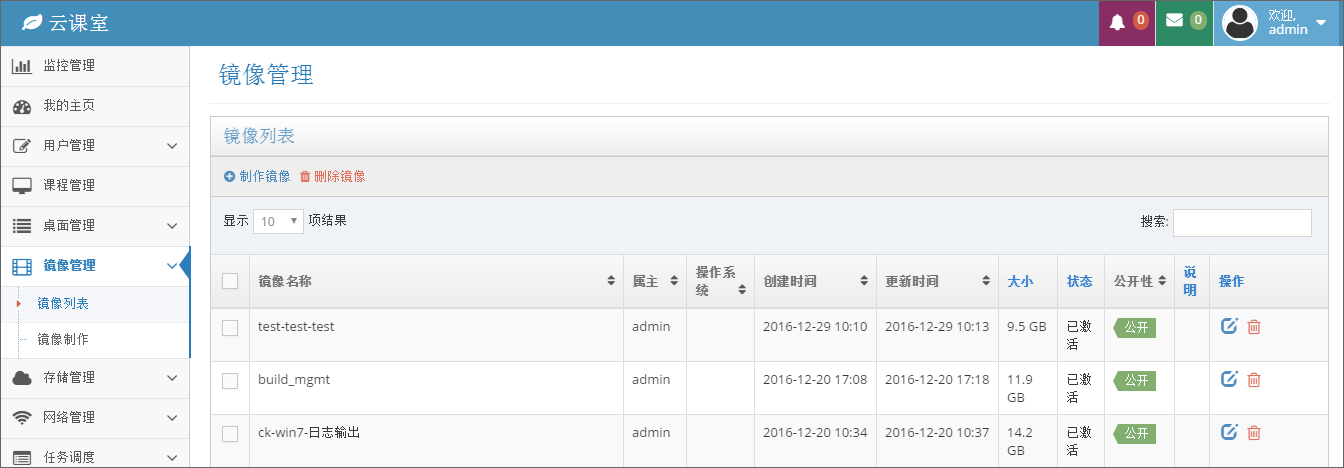 云课室
0
0
欢迎,
admin
监控管理
我的主页
用户管理
课程管理
桌面管理
镜像管理
镜像列表
镜像制作
存储管理
网络管理
任务调度
镜像管理
镜像列表
制作镜像 删除镜像
显示 10 项结果
搜索:
镜像名称 属主 操作系统 创建时间 更新时间 大小 状态 公开性 说明 操作
test-test-test admin 2016-12-29 10:10 2016-12-29 10:13 9.5 GB 已激活 公开
build_mgmt admin 2016-12-20 17:08 2016-12-20 17:18 11.9 GB 已激活 公开
ck-win7-日志输出 admin 2016-12-20 10:34 2016-12-20 10:37 14.2 GB 已激活 公开